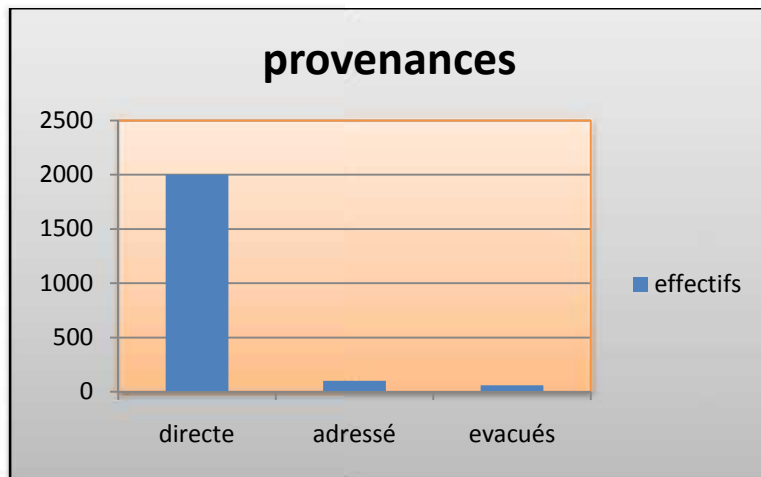 provenances
2500
2000
1500
1000
500
0
directe
adressé
evacués
effectifs